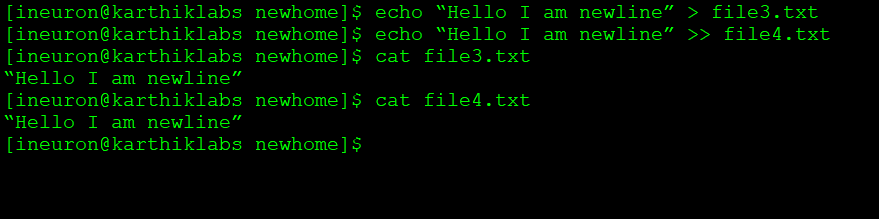 [ineuron@karthiklabs newhome]$ echo “Hello I am newline” > file3.txt
[ineuron@karthiklabs newhome]$ echo “Hello I am newline” >> file4.txt
[ineuron@karthiklabs newhome]$ cat file3.txt
“Hello I am newline”
[ineuron@karthiklabs newhome]$ cat file4.txt
“Hello I am newline”
[ineuron@karthiklabs newhome]$